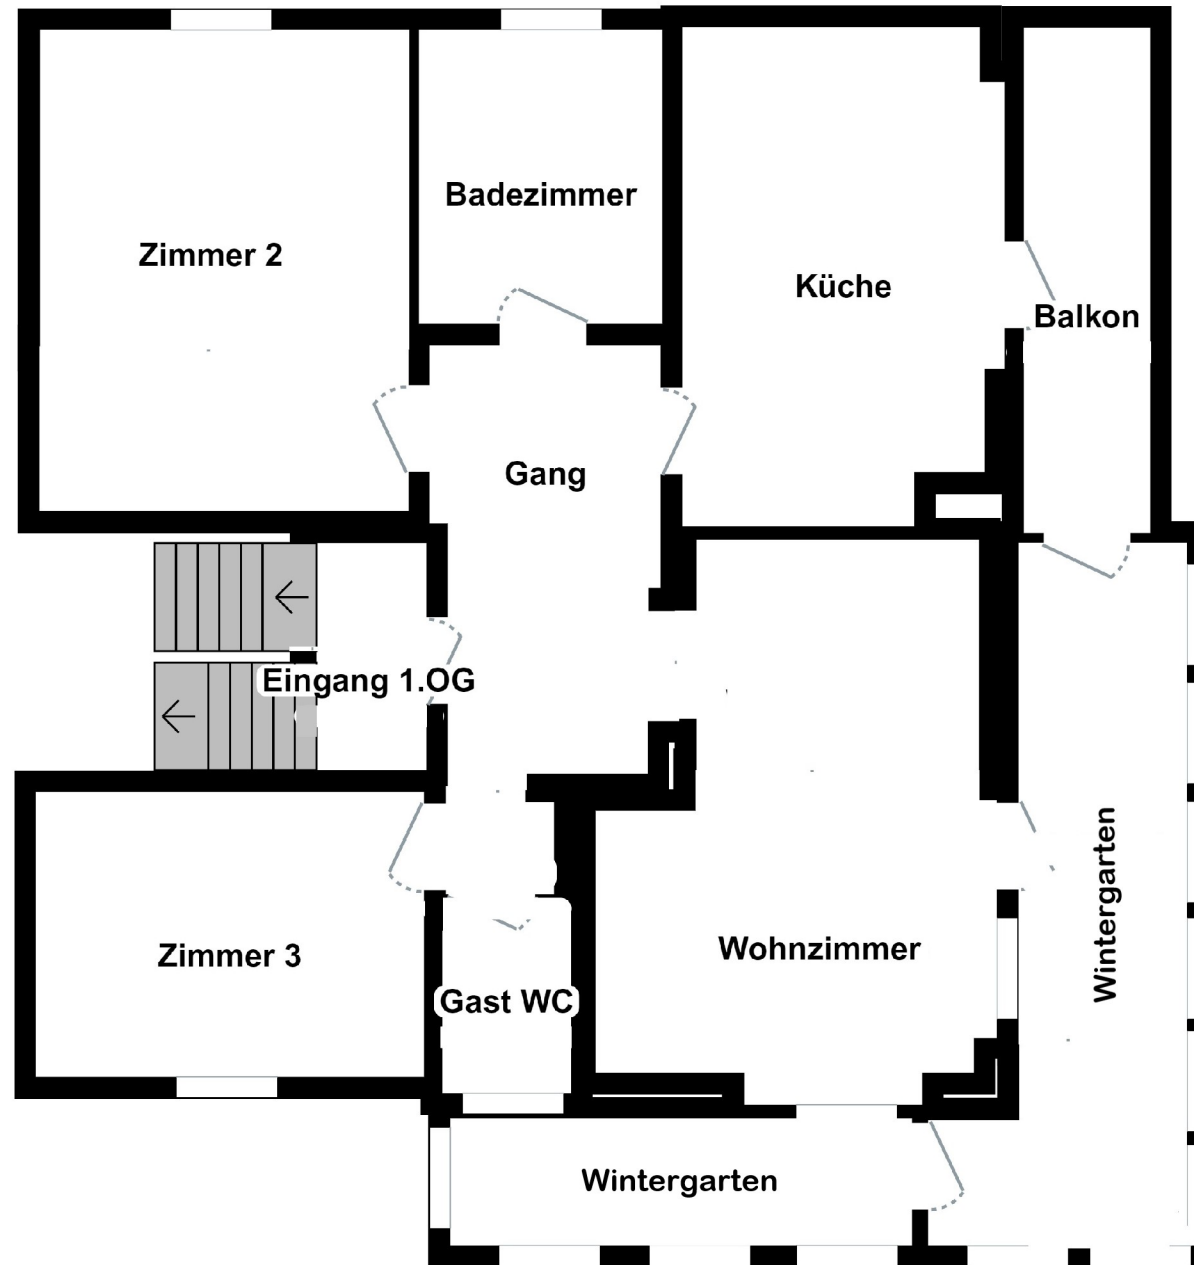 Badezimmer
Zimmer 2
Küche
Balkon
Gang
Eingang 1.OG
Wintergarten
Zimmer 3
Wohnzimmer
Gast WC
Wintergarten